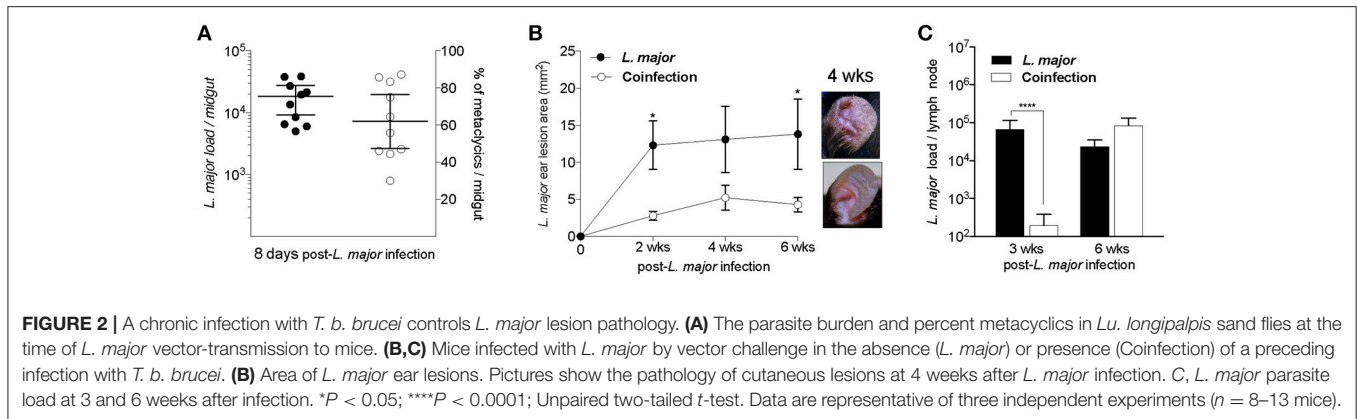 A
L. major load / midgut
10⁵
10⁴
10³
100
80
60
40
20
% of metaclycics / midgut
8 days post-L. major infection
B
L. major ear lesion area (mm²)
25
20
15
10
5
0
L. major
Coinfection
*
*
0
2 wks
4 wks
6 wks
post-L. major infection
4 wks
C
L. major load / lymph node
10⁷
10⁶
10⁵
10⁴
10³
10²
L. major
Coinfection
****
3 wks
6 wks
post-L. major infection
FIGURE 2 | A chronic infection with T. b. brucei controls L. major lesion pathology. (A) The parasite burden and percent metacyclics in Lu. longipalpis sand flies at the
time of L. major vector-transmission to mice. (B,C) Mice infected with L. major by vector challenge in the absence (L. major) or presence (Coinfection) of a preceding
infection with T. b. brucei. (B) Area of L. major ear lesions. Pictures show the pathology of cutaneous lesions at 4 weeks after L. major infection. C, L. major parasite
load at 3 and 6 weeks after infection. *P < 0.05; ****P < 0.0001; Unpaired two-tailed t-test. Data are representative of three independent experiments (n = 8–13 mice).